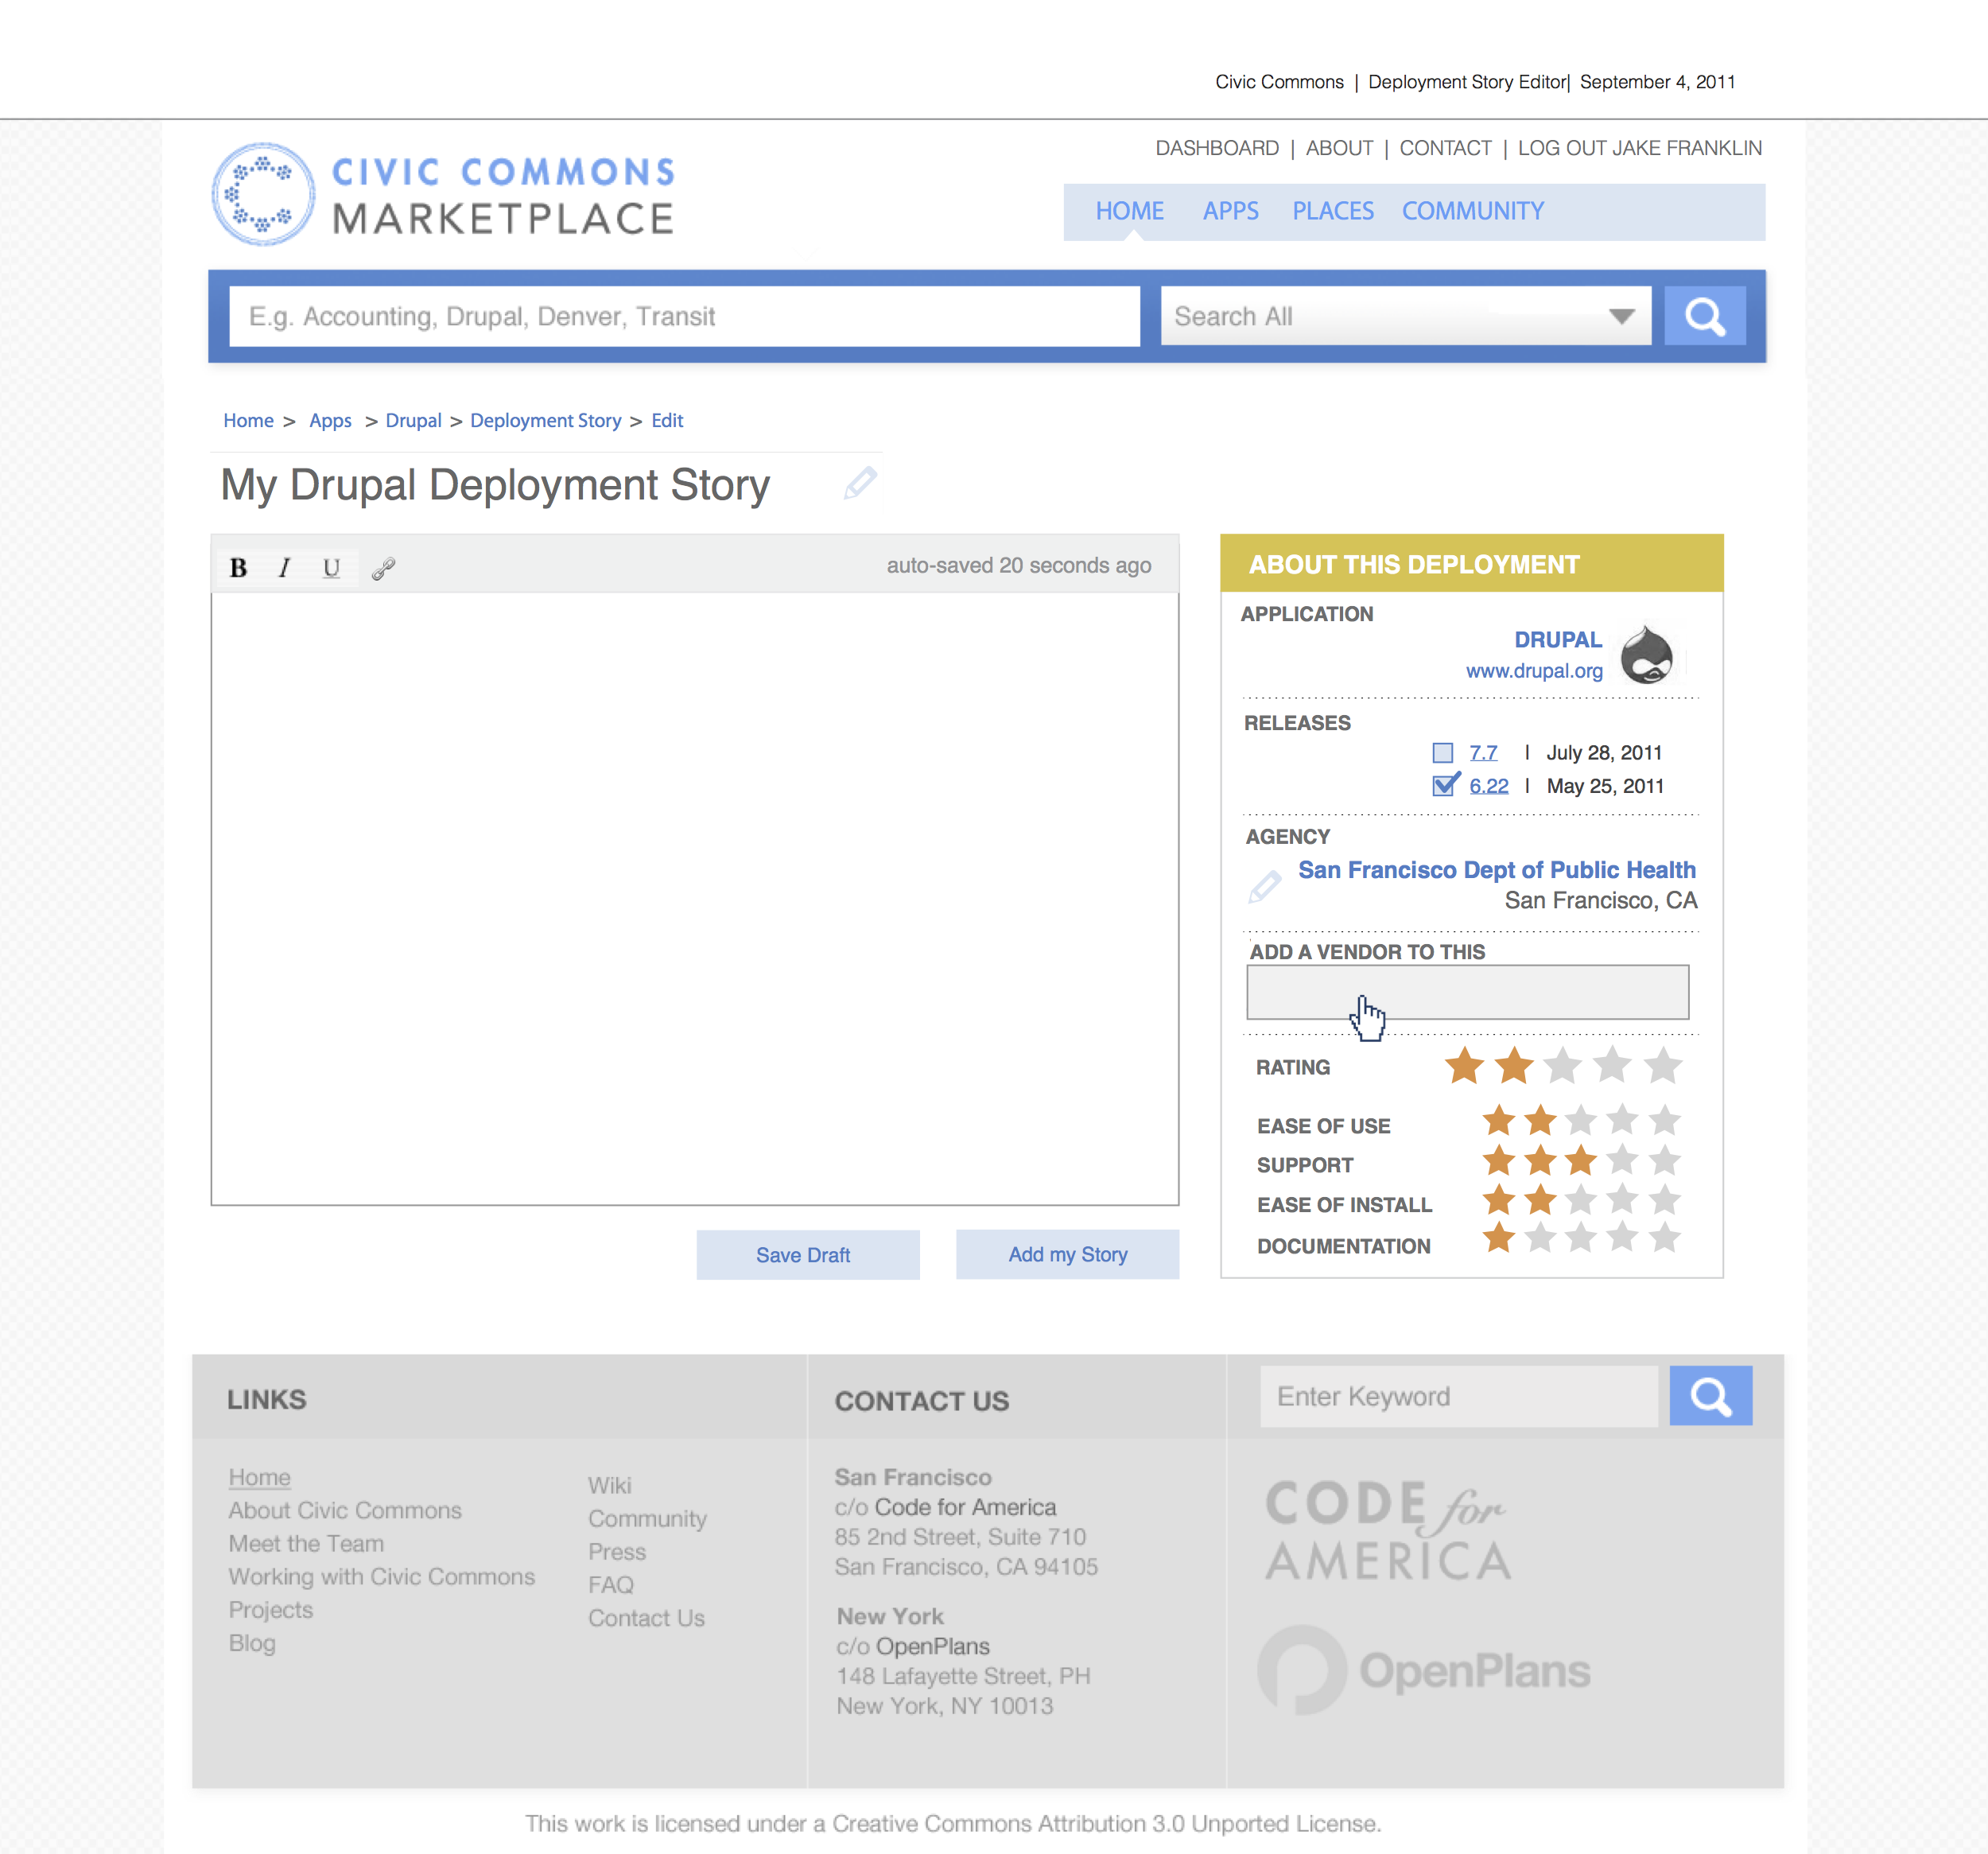 Civic Commons | Deployment Story Editor| September 4, 2011
DASHBOARD | ABOUT | CONTACT | LOG OUT JAKE FRANKLIN
CIVIC COMMONS
MARKETPLACE
HOME APPS PLACES COMMUNITY
E.g. Accounting, Drupal, Denver, Transit
Search All
Home > Apps > Drupal > Deployment Story > Edit
My Drupal Deployment Story
B I U
auto-saved 20 seconds ago
Save Draft
Add my Story
ABOUT THIS DEPLOYMENT
APPLICATION
DRUPAL
www.drupal.org
RELEASES
7.7 | July 28, 2011
6.22 | May 25, 2011
AGENCY
San Francisco Dept of Public Health
San Francisco, CA
ADD A VENDOR TO THIS
RATING
EASE OF USE
SUPPORT
EASE OF INSTALL
DOCUMENTATION
LINKS
Home
About Civic Commons
Meet the Team
Working with Civic Commons
Projects
Blog
Wiki
Community
Press
FAQ
Contact Us
CONTACT US
San Francisco
c/o Code for America
85 2nd Street, Suite 710
San Francisco, CA 94105
New York
c/o OpenPlans
148 Lafayette Street, PH
New York, NY 10013
Enter Keyword
CODE for
AMERICA
OpenPlans
This work is licensed under a Creative Commons Attribution 3.0 Unported License.